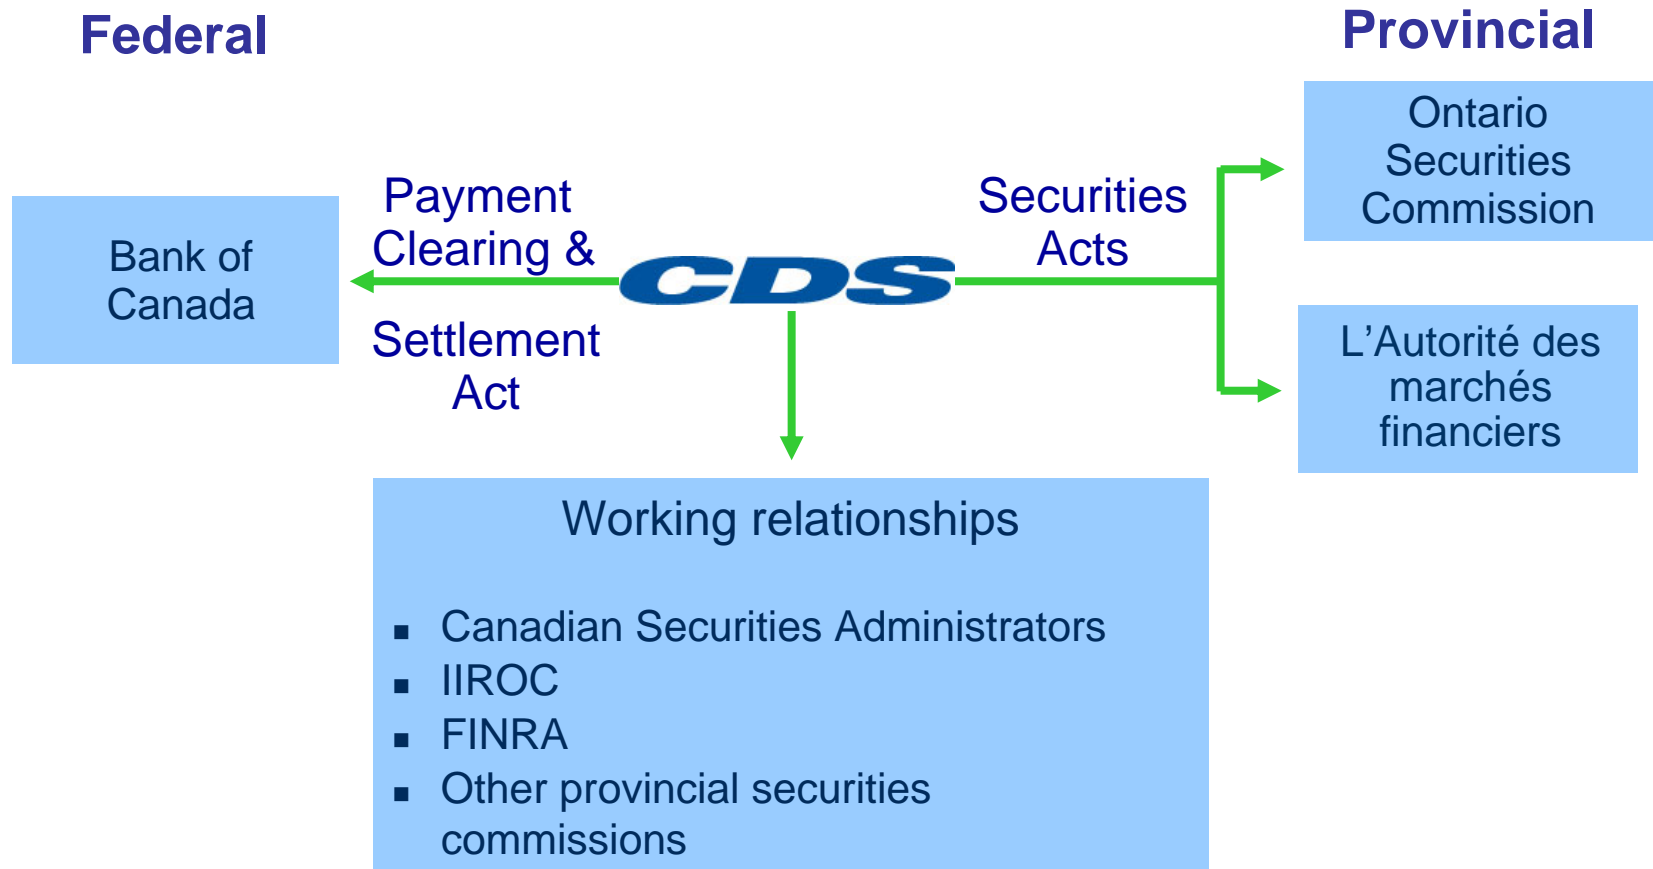 Federal
Provincial
Bank of
Canada
Payment
Clearing &
Settlement
Act
CDS
Securities
Acts
Ontario
Securities
Commission
L’Autorité des
marchés
financiers
Working relationships
▪ Canadian Securities Administrators
▪ IIROC
▪ FINRA
▪ Other provincial securities
commissions